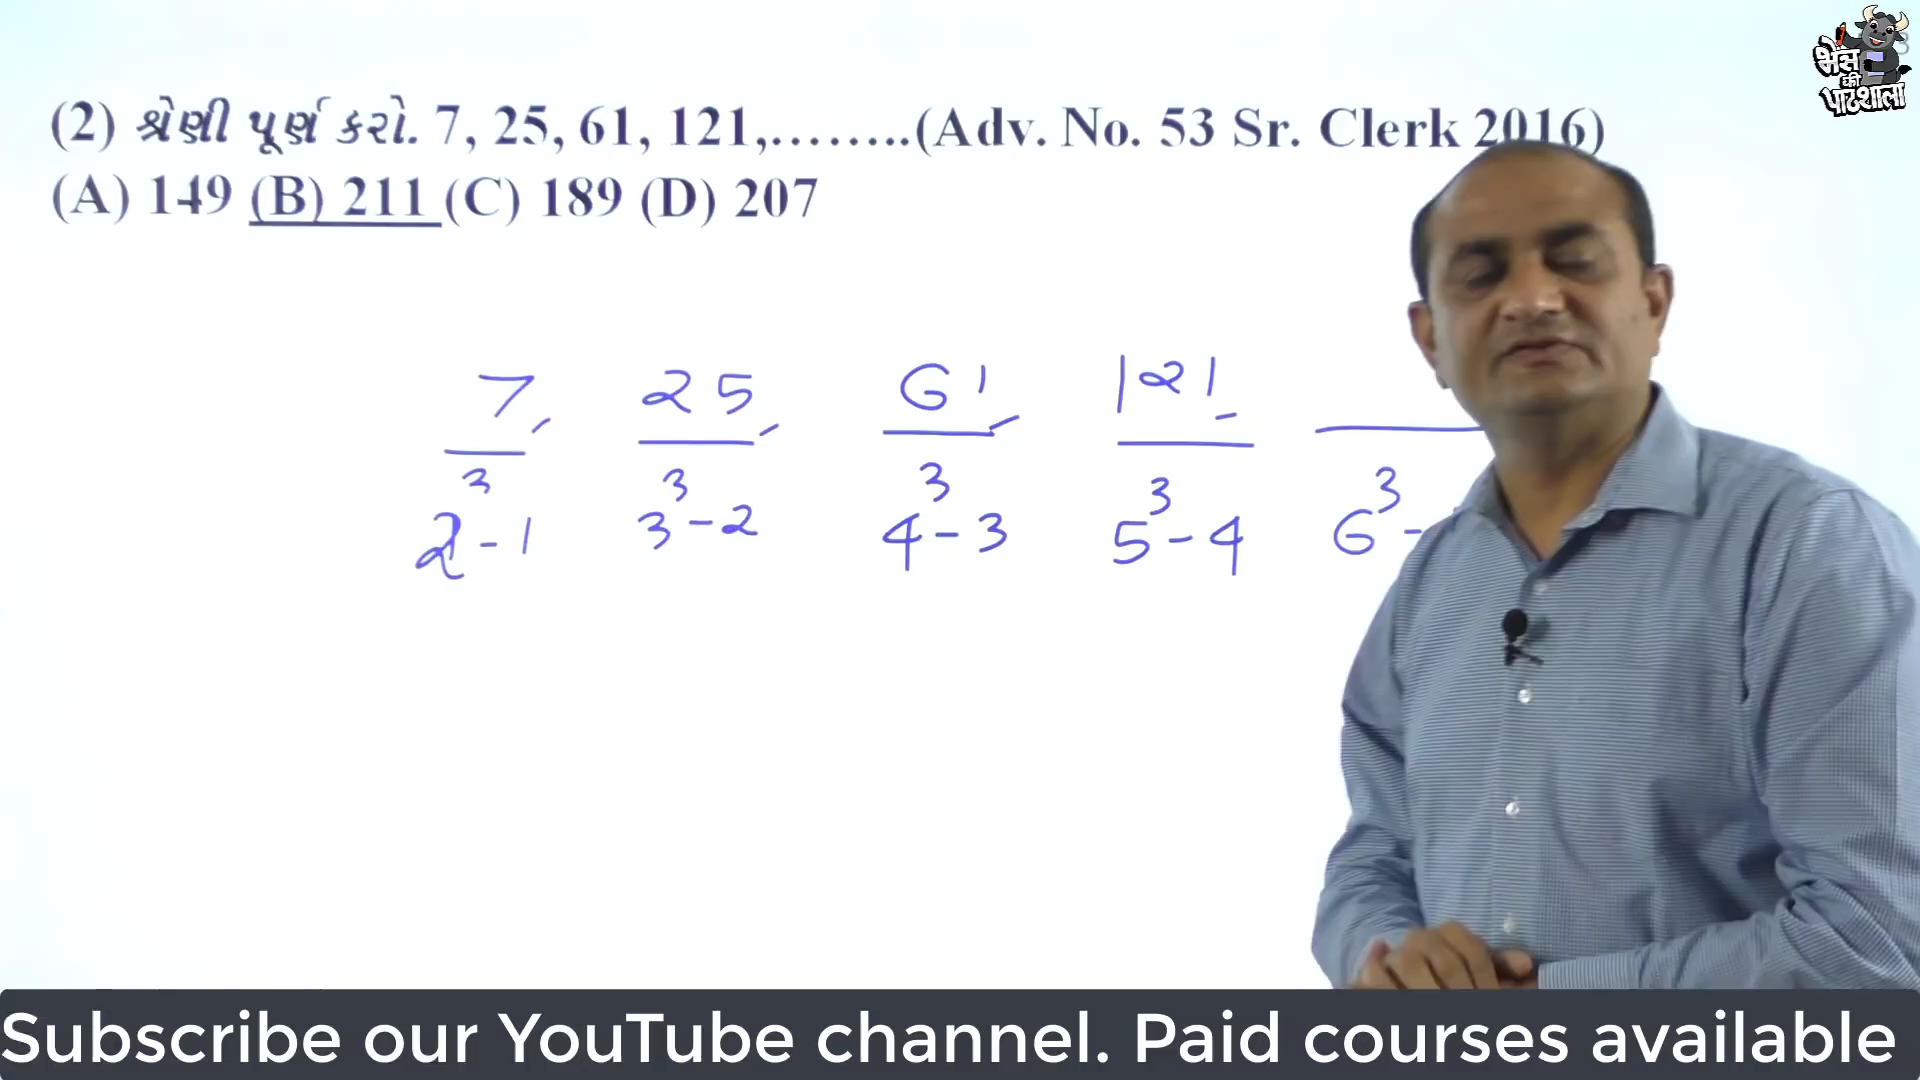 भैंस की पाठशाला
(2) શ્રેણી પૂર્ણ કરો. 7, 25, 61, 121,........(Adv. No. 53 Sr. Clerk 2016)
(A) 149 (B) 211 (C) 189 (D) 207
7 25 61 121
2³-1 3³-2 4³-3 5³-4 6³-
Subscribe our YouTube channel. Paid courses available